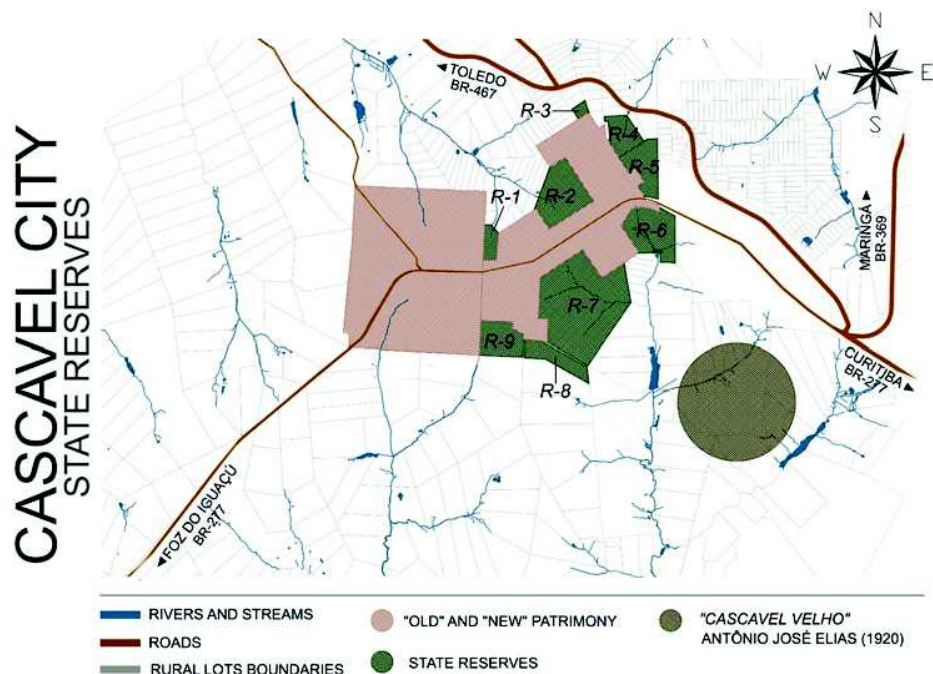 CASCAVEL CITY
STATE RESERVES
N
W
E
S
◄TOLEDO
BR-467
R-3
R-4
R-5
R-1
R-2
R-6
MARINGÁ►
BR-369
R-7
R-9
R-8
CURITIBA►
BR-277
◄FOZ DO IGUAÇÚ
BR-277
RIVERS AND STREAMS
ROADS
RURAL LOTS BOUNDARIES
"OLD" AND "NEW" PATRIMONY
STATE RESERVES
"CASCAVEL VELHO"
ANTÔNIO JOSÉ ELIAS (1920)